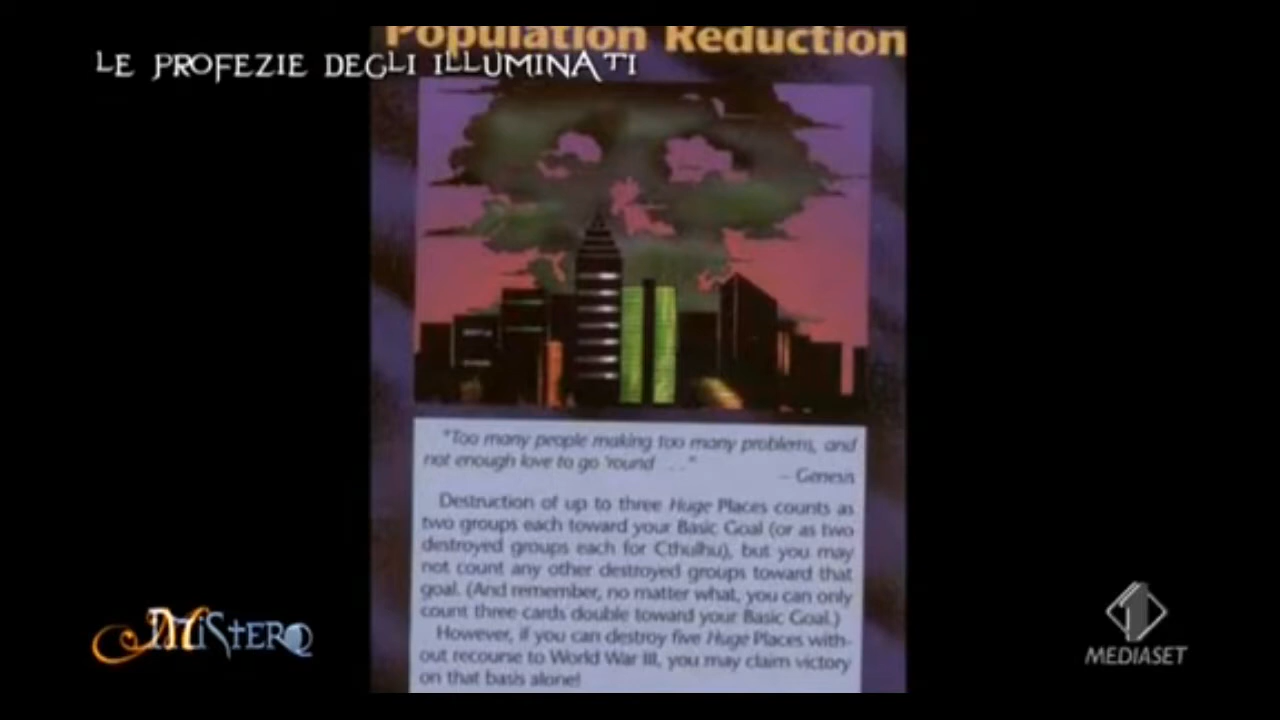 Population Reduction
LE PROFEZIE DEGLI ILLUMINATI
"Too many people making too many problems, and
not enough love to go 'round . . ."
– Genesis
Destruction of up to three Huge Places counts as
two groups each toward your Basic Goal (or as two
destroyed groups each for Cthulhu), but you may
not count any other destroyed groups toward that
goal. (And remember, no matter what, you can only
count three cards double toward your Basic Goal.)
However, if you can destroy five Huge Places with-
out recourse to World War III, you may claim victory
on that basis alone!
MISTERO
1
MEDIASET